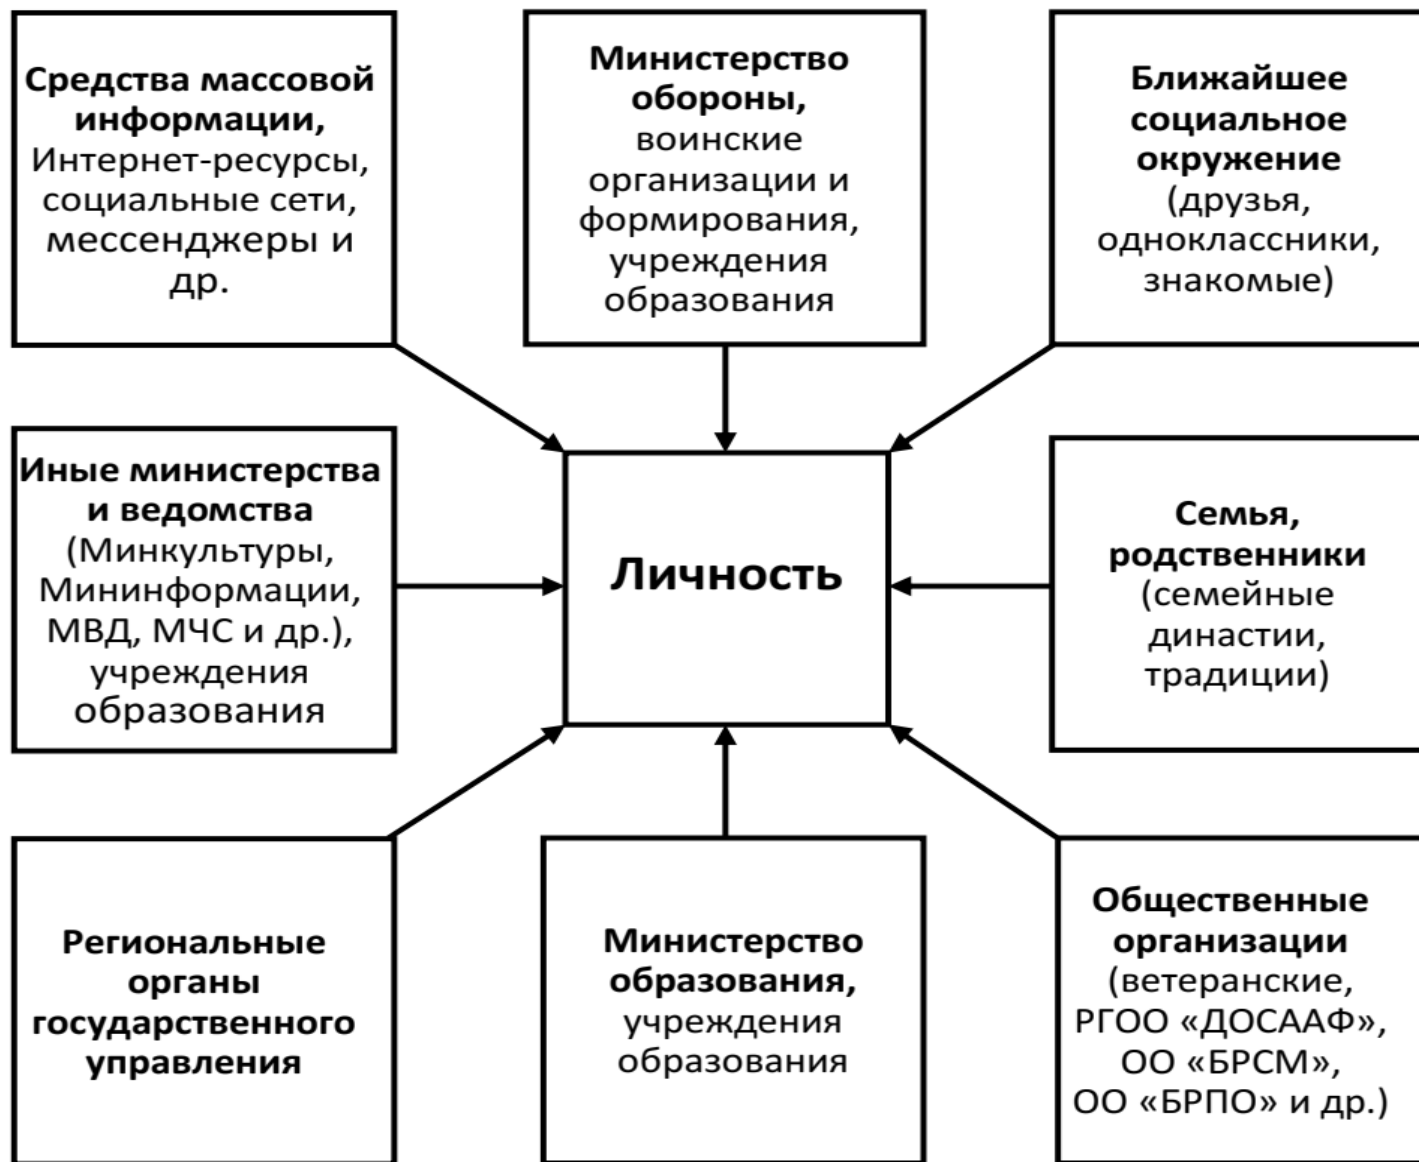 Средства массовой
информации,
Интернет-ресурсы,
социальные сети,
мессенджеры и
др.
Министерство
обороны,
воинские
организации и
формирования,
учреждения
образования
Ближайшее
социальное
окружение
(друзья,
одноклассники,
знакомые)
Иные министерства
и ведомства
(Минкультуры,
Мининформации,
МВД, МЧС и др.),
учреждения
образования
Личность
Семья,
родственники
(семейные
династии,
традиции)
Региональные
органы
государственного
управления
Министерство
образования,
учреждения
образования
Общественные
организации
(ветеранские,
РГОО «ДОСААФ»,
ОО «БРСМ»,
ОО «БРПО» и др.)